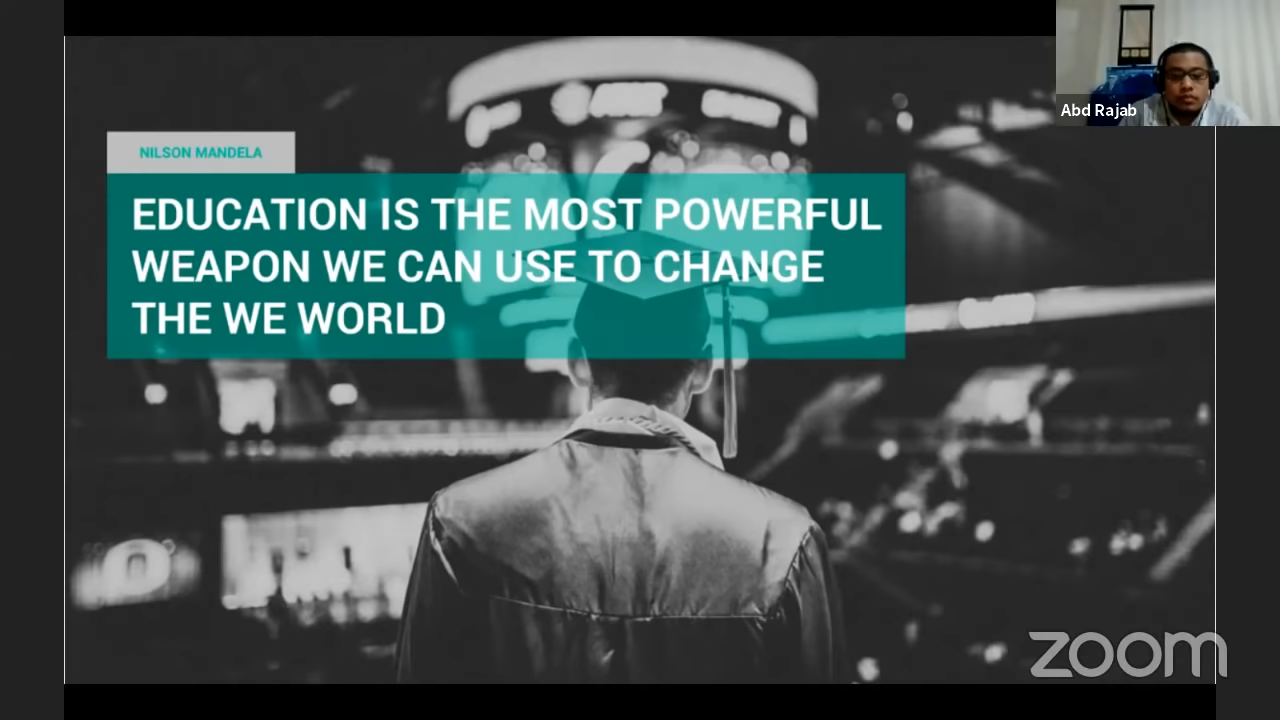 Abd Rajab
NILSON MANDELA
EDUCATION IS THE MOST POWERFUL
WEAPON WE CAN USE TO CHANGE
THE WE WORLD
zoom